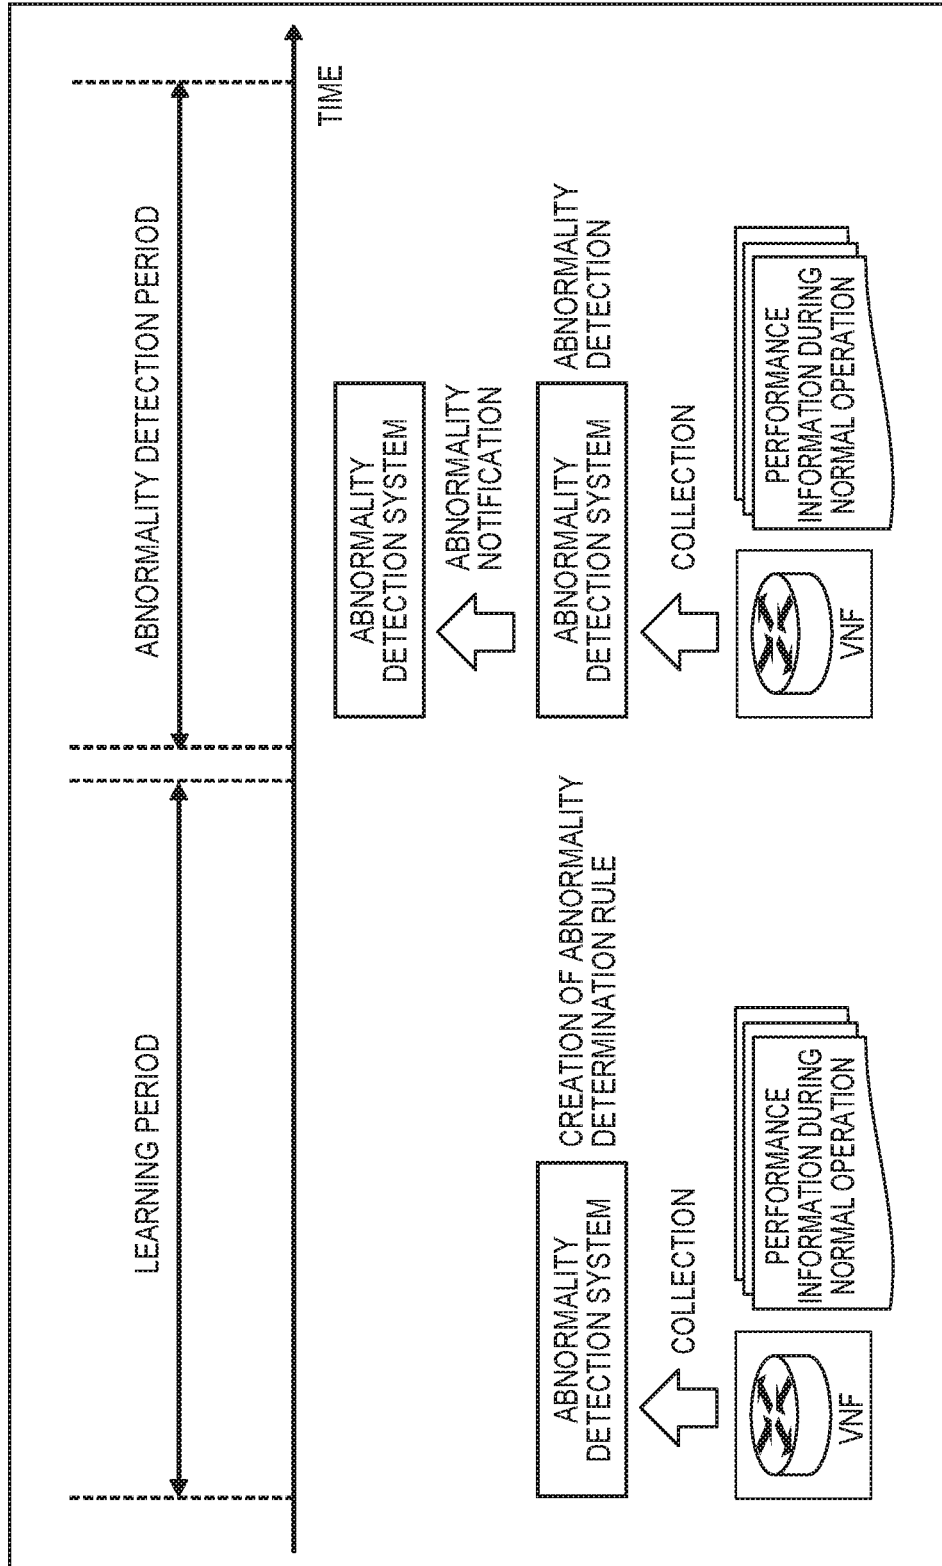 LEARNING PERIOD
ABNORMALITY DETECTION PERIOD
TIME
ABNORMALITY
DETECTION SYSTEM
CREATION OF ABNORMALITY
DETERMINATION RULE
COLLECTION
VNF
PERFORMANCE
INFORMATION DURING
NORMAL OPERATION
ABNORMALITY
DETECTION SYSTEM
ABNORMALITY
NOTIFICATION
ABNORMALITY
DETECTION SYSTEM
ABNORMALITY
DETECTION
COLLECTION
VNF
PERFORMANCE
INFORMATION DURING
NORMAL OPERATION